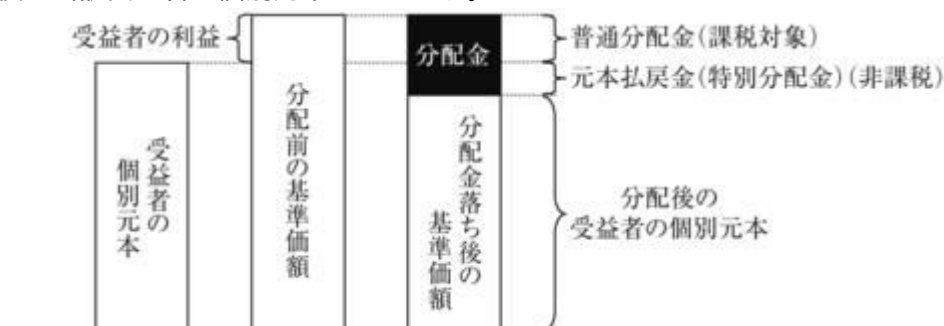 受益者の利益
分配金
普通分配金(課税対象)
元本払戻金(特別分配金)(非課税)
受益者の
個別元本
分配前の基準価額
分配金落ち後の
基準価額
分配後の
受益者の個別元本